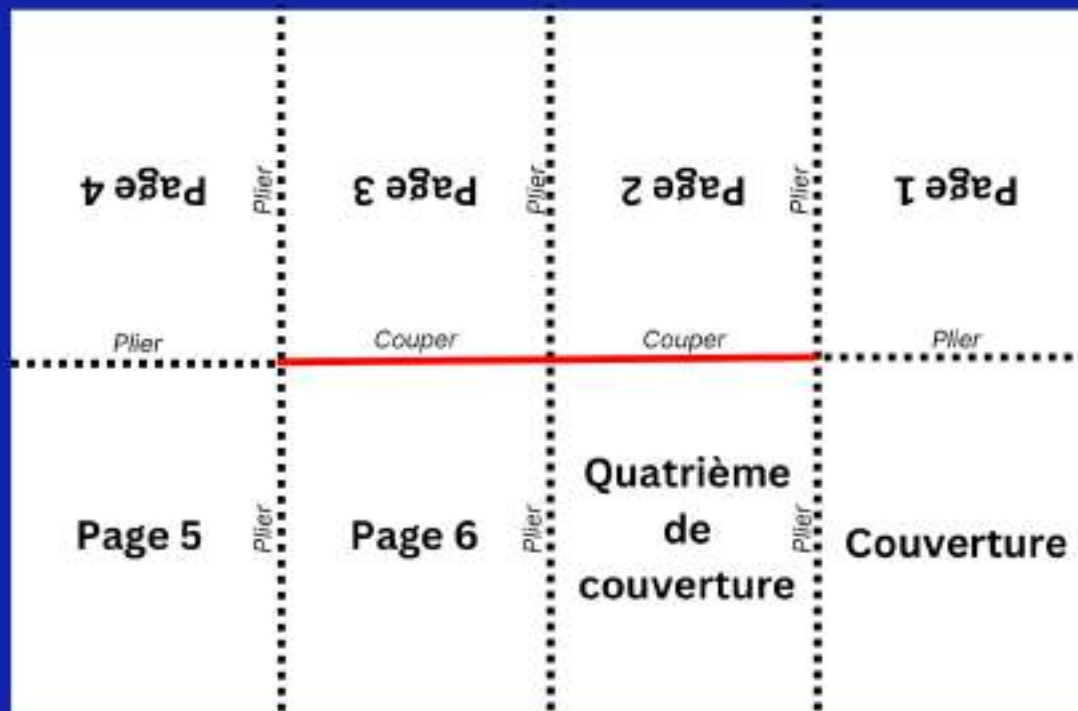 Page 4
Plier
Page 3
Plier
Page 2
Plier
Page 1
Plier
Couper
Couper
Plier
Page 5
Plier
Page 6
Plier
Quatrième
de
couverture
Plier
Couverture